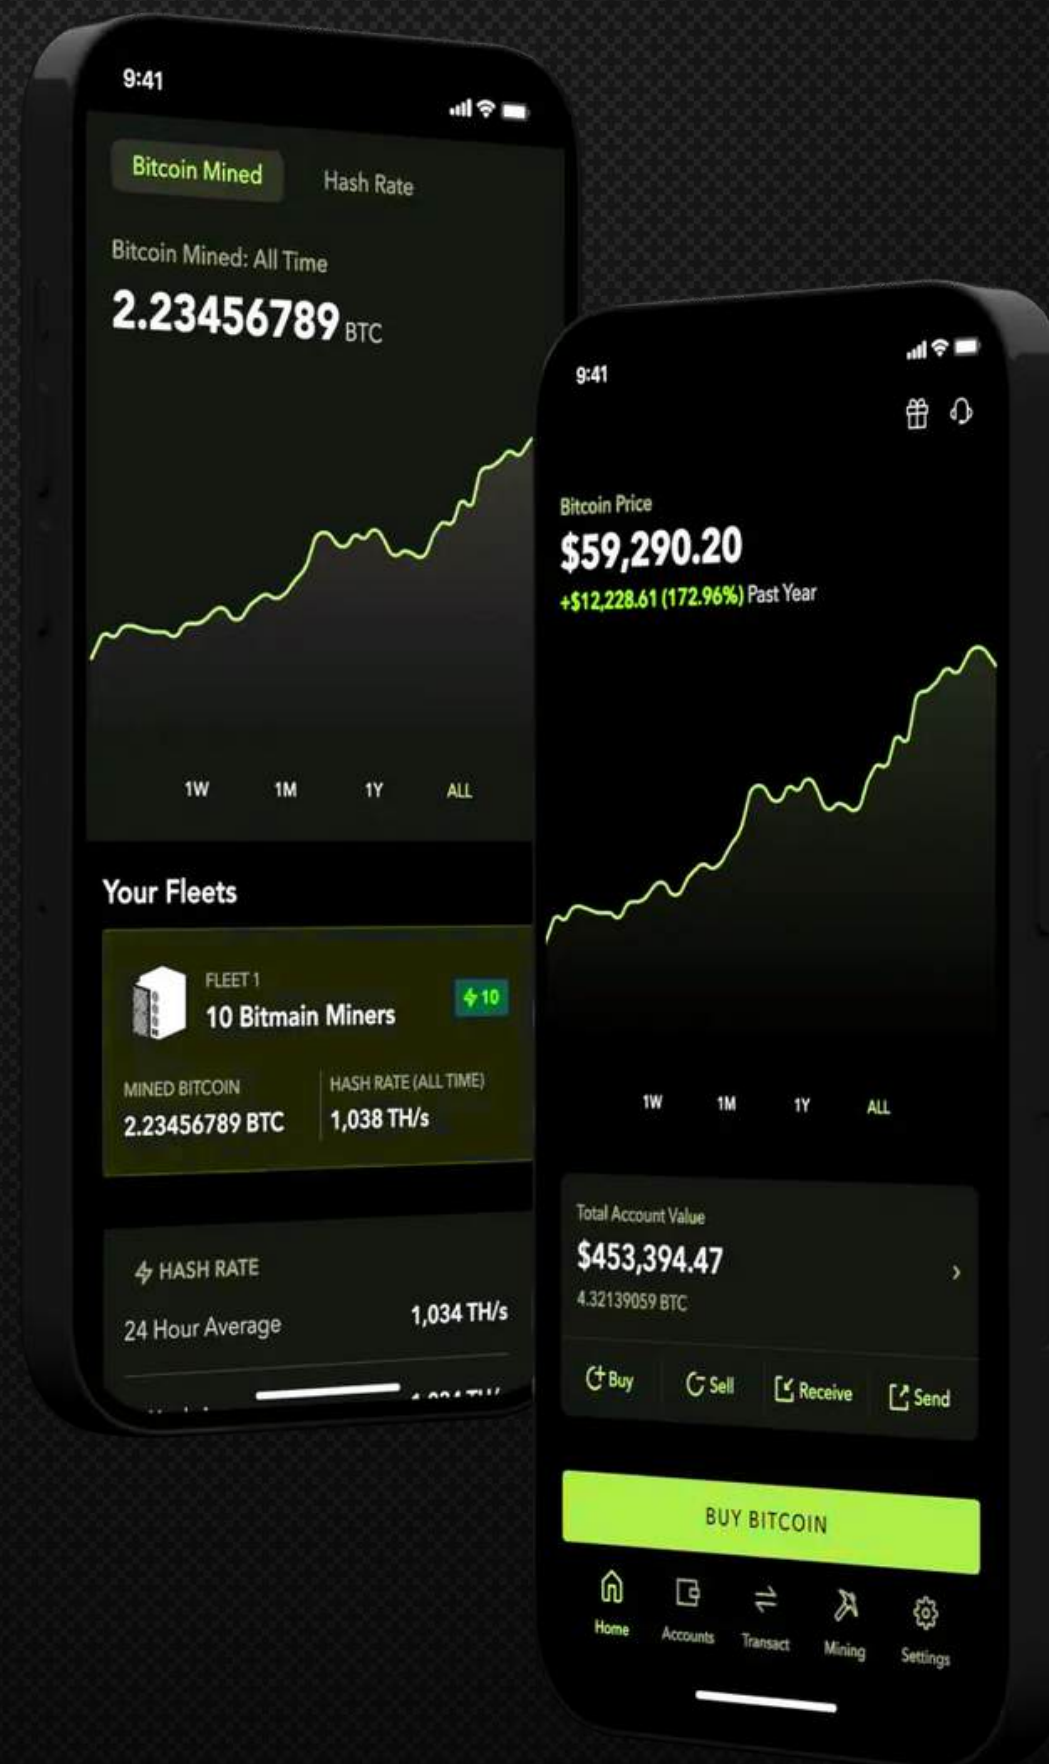 9:41
Bitcoin Mined
Hash Rate
Bitcoin Mined: All Time
2.23456789 BTC
1W 1M 1Y ALL
Your Fleets
FLEET 1
10 Bitmain Miners
10
MINED BITCOIN
HASH RATE (ALL TIME)
2.23456789 BTC
1,038 TH/s
HASH RATE
24 Hour Average
1,034 TH/s
9:41
Bitcoin Price
$59,290.20
+$12,228.61 (172.96%) Past Year
1W 1M 1Y ALL
Total Account Value
$453,394.47
4.32139059 BTC
Buy Sell Receive Send
BUY BITCOIN
Home Accounts Transact Mining Settings